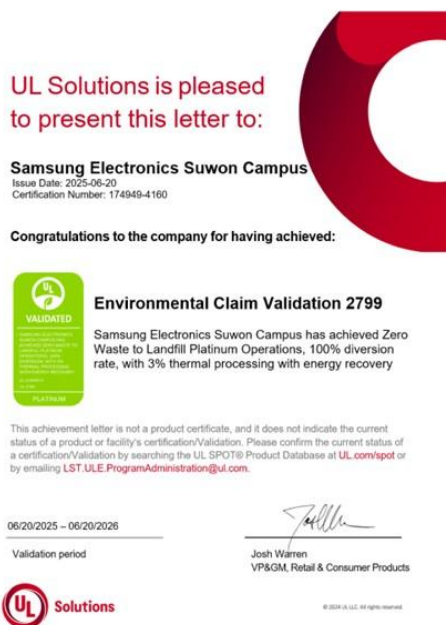 UL Solutions is pleased
to present this letter to:
Samsung Electronics Suwon Campus
Issue Date: 2025-06-20
Certification Number: 174949-4160
Congratulations to the company for having achieved:
UL
VALIDATED
PLATINUM
Environmental Claim Validation 2799
Samsung Electronics Suwon Campus has achieved Zero
Waste to Landfill Platinum Operations, 100% diversion
rate, with 3% thermal processing with energy recovery
This achievement letter is not a product certificate, and it does not indicate the current
status of a product or facility's certification/Validation. Please confirm the current status of
a certification/Validation by searching the UL SPOT® Product Database at UL.com/spot or
by emailing LST.ULE.ProgramAdministration@ul.com.
06/20/2025 – 06/20/2026
Validation period
Josh Warren
VP&GM, Retail & Consumer Products
UL Solutions
© 2024 UL LLC. All rights reserved